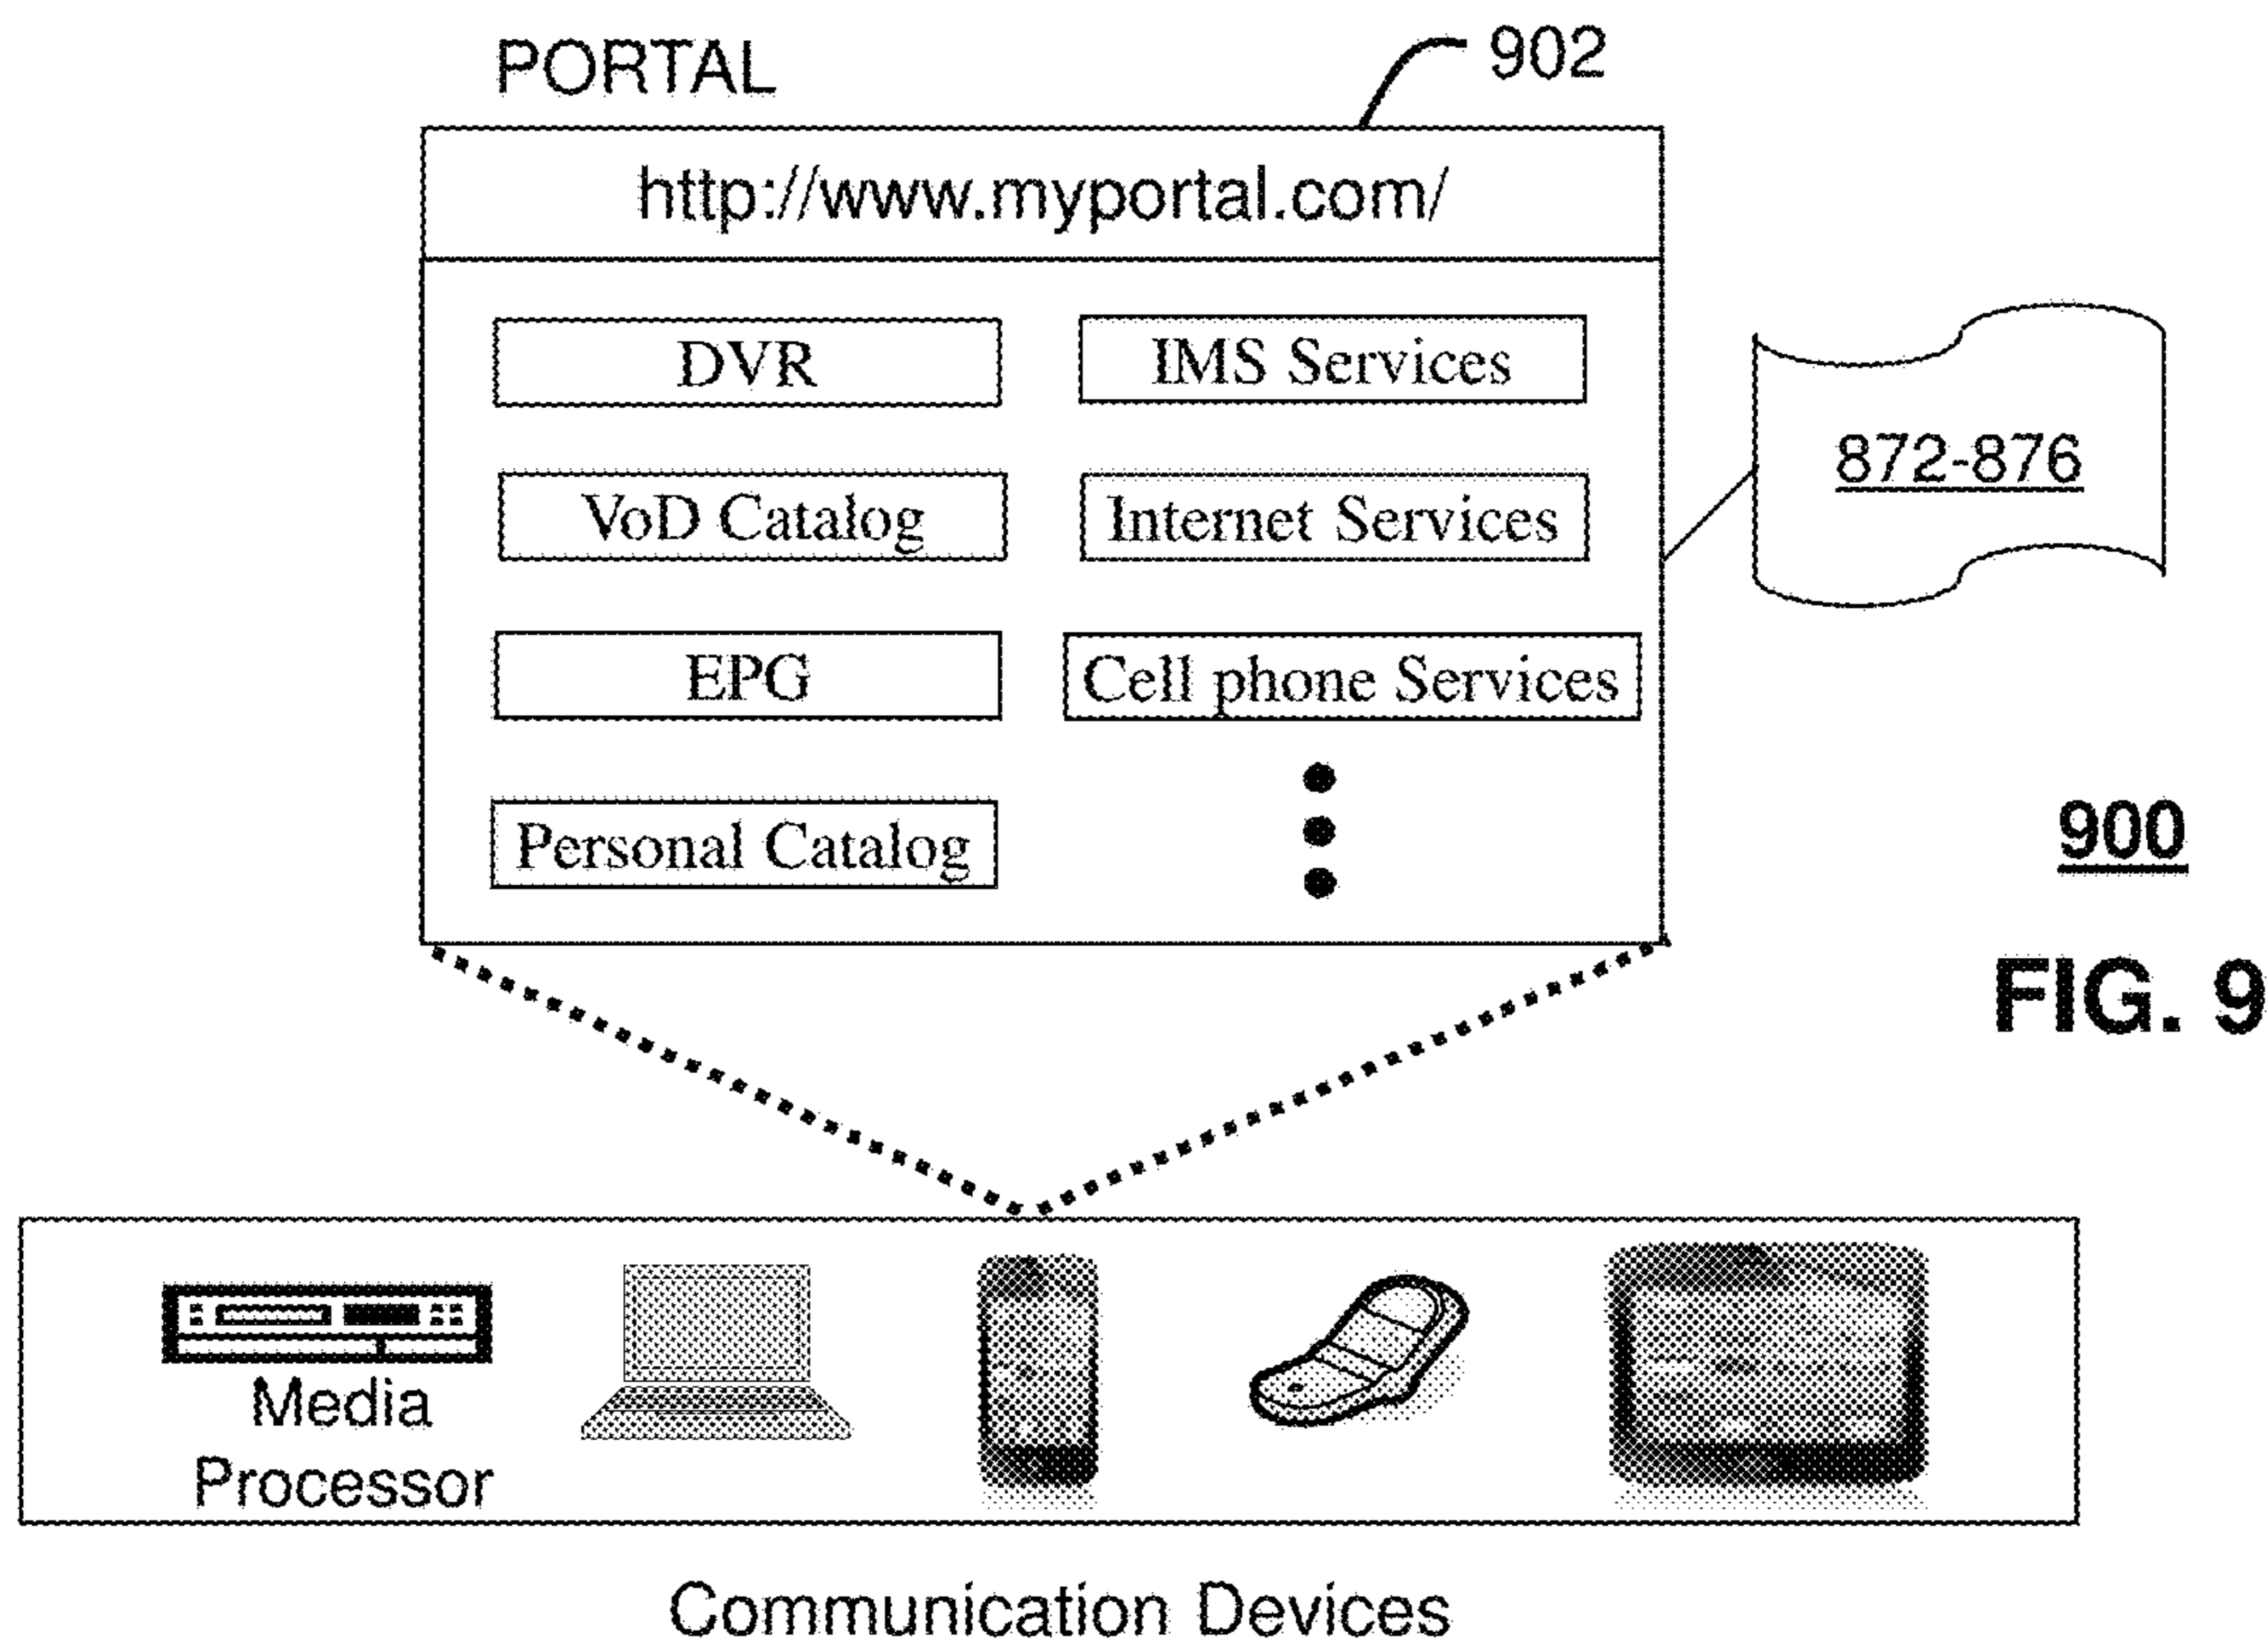 PORTAL
902
http://www.myportal.com/
DVR
IMS Services
VoD Catalog
Internet Services
872-876
EPG
Cell phone Services
Personal Catalog
900
FIG. 9
Media
Processor
Communication Devices